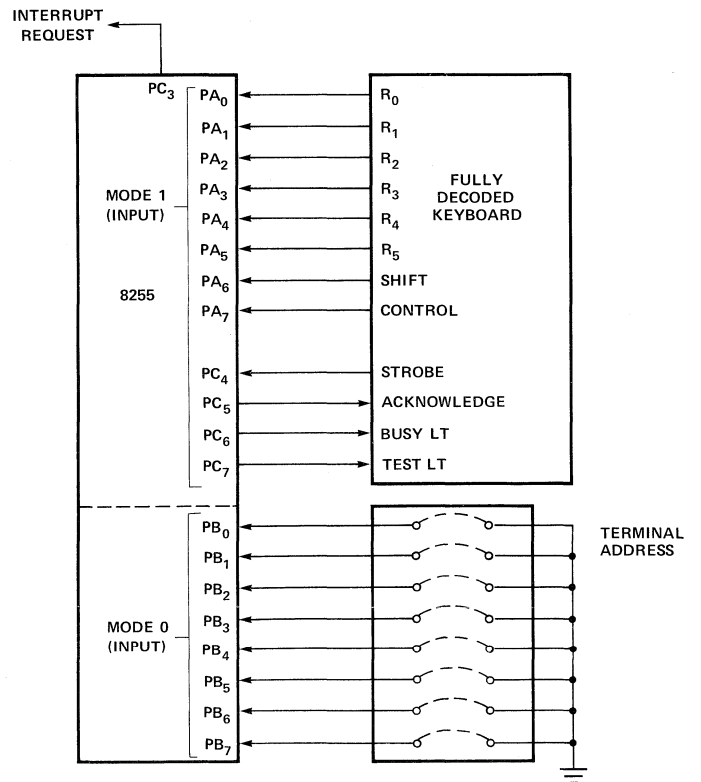 INTERRUPT
REQUEST
PC3
PA0
R0
PA1
R1
PA2
R2
PA3
R3
PA4
R4
PA5
R5
PA6
SHIFT
PA7
CONTROL
MODE 1
(INPUT)
8255
FULLY
DECODED
KEYBOARD
PC4
STROBE
PC5
ACKNOWLEDGE
PC6
BUSY LT
PC7
TEST LT
PB0
PB1
PB2
PB3
PB4
PB5
PB6
PB7
MODE 0
(INPUT)
TERMINAL
ADDRESS